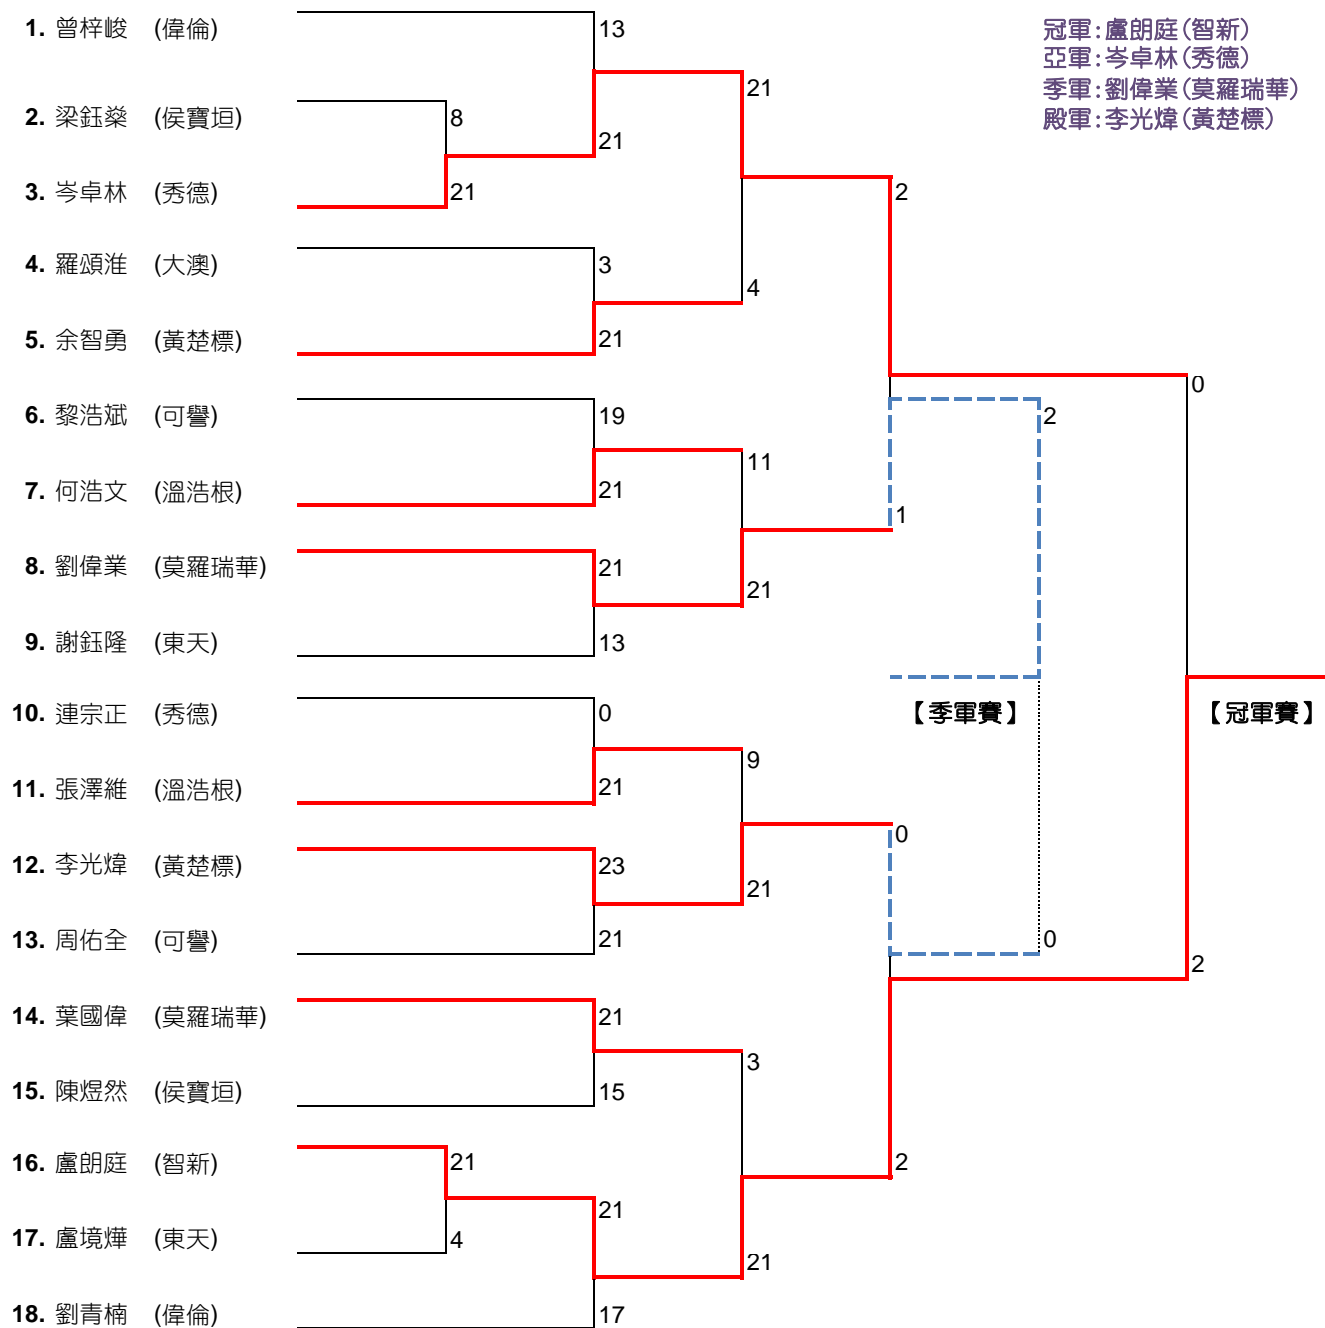 1. 曾梓峻 (偉倫)
13
冠軍:盧朗庭(智新)
亞軍:岑卓林(秀德)
季軍:劉偉業(莫羅瑞華)
殿軍:李光煒(黃楚標)
21
2. 梁鈺燊 (侯寶垣)
8
21
3. 岑卓林 (秀德)
21
2
4. 羅頌淮 (大澳)
3
4
5. 余智勇 (黃楚標)
21
0
6. 黎浩斌 (可譽)
19
2
11
7. 何浩文 (溫浩根)
21
1
8. 劉偉業 (莫羅瑞華)
21
21
9. 謝鈺隆 (東天)
13
10. 連宗正 (秀德)
0
【季軍賽】
【冠軍賽】
9
11. 張澤維 (溫浩根)
21
0
12. 李光煒 (黃楚標)
23
21
13. 周佑全 (可譽)
21
0
2
14. 葉國偉 (莫羅瑞華)
21
3
15. 陳煜然 (侯寶垣)
15
16. 盧朗庭 (智新)
21
2
21
17. 盧境燁 (東天)
4
21
18. 劉青楠 (偉倫)
17